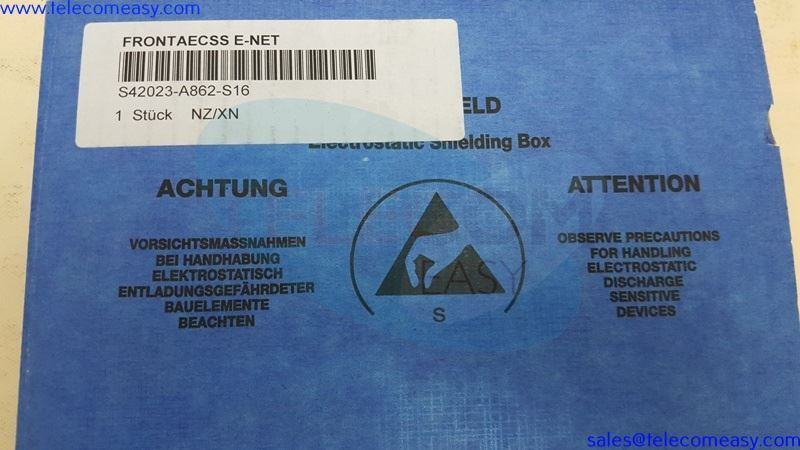 www.telecomeasy.com
FRONTAECSS E-NET
S42023-A862-S16
1 Stück NZ/XN
Electrostatic Shielding Box
ACHTUNG
VORSICHTSMASSNAHMEN
BEI HANDHABUNG
ELEKTROSTATISCH
ENTLADUNGSGEFÄHRDETER
BAUELEMENTE
BEACHTEN
TELECOM
EASY
S
ATTENTION
OBSERVE PRECAUTIONS
FOR HANDLING
ELECTROSTATIC
DISCHARGE
SENSITIVE
DEVICES
sales@telecomeasy.com